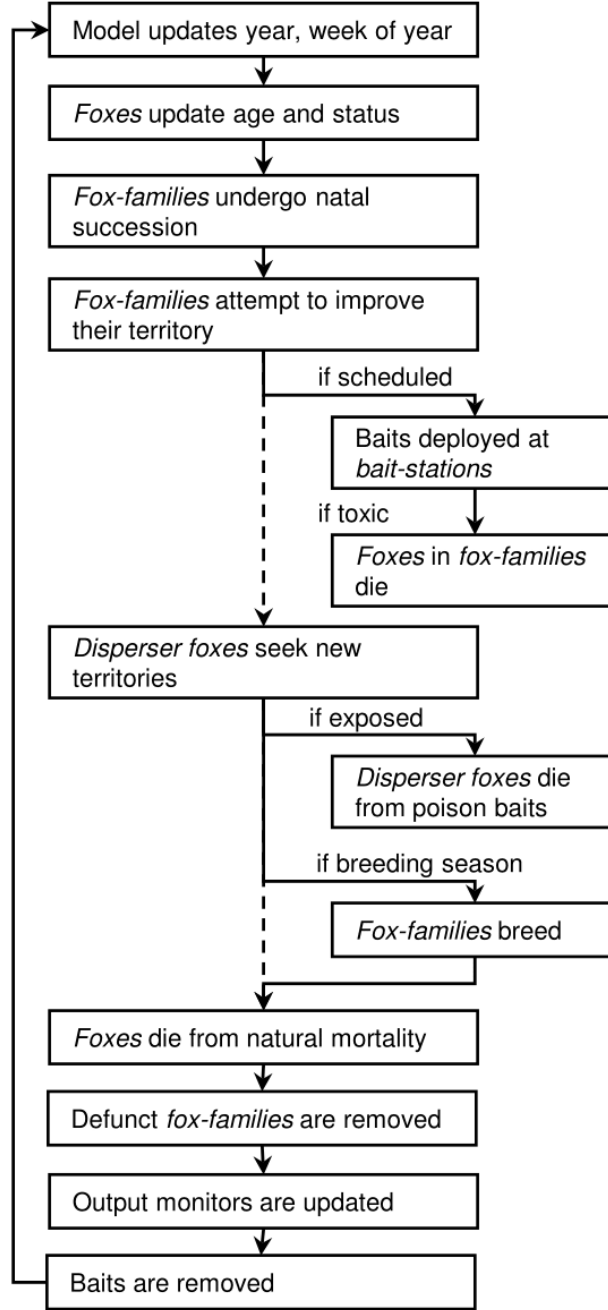 Model updates year, week of year
Foxes update age and status
Fox-families undergo natal
succession
Fox-families attempt to improve
their territory
if scheduled
Baits deployed at
bait-stations
if toxic
Foxes in fox-families
die
Disperser foxes seek new
territories
if exposed
Disperser foxes die
from poison baits
if breeding season
Fox-families breed
Foxes die from natural mortality
Defunct fox-families are removed
Output monitors are updated
Baits are removed